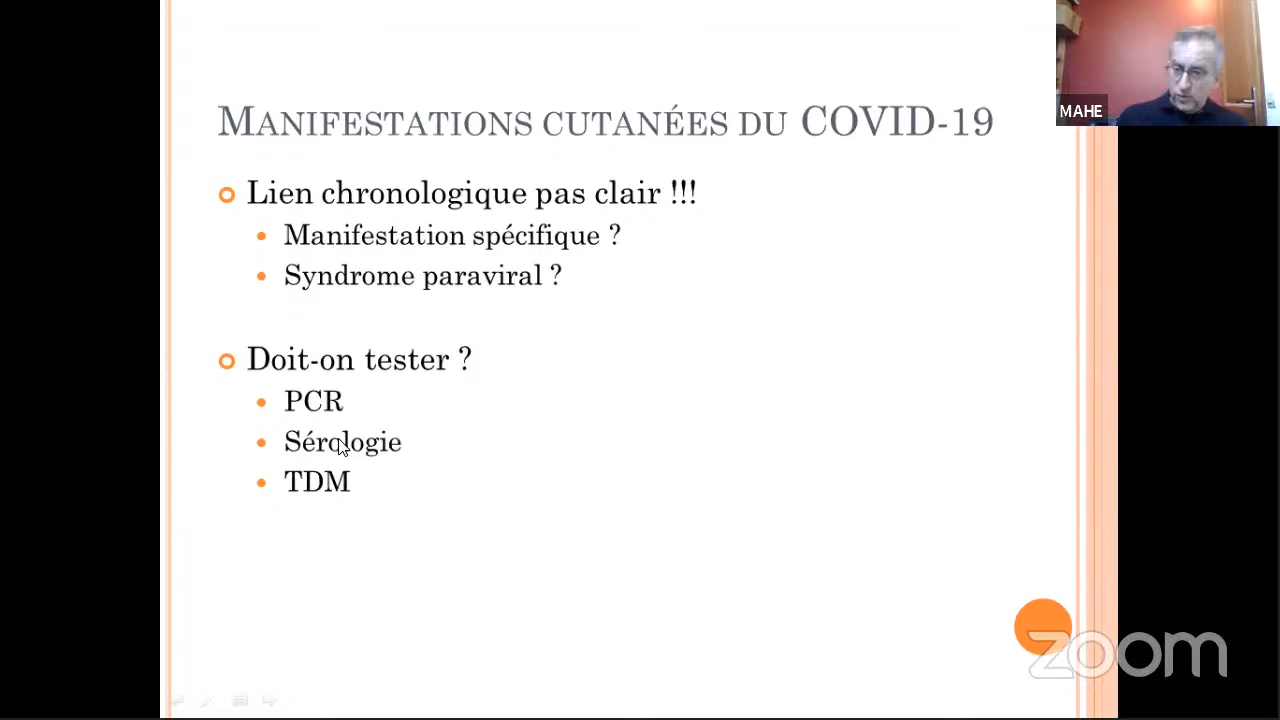 MANIFESTATIONS CUTANÉES DU COVID-19
MAHE
Lien chronologique pas clair !!!
Manifestation spécifique ?
Syndrome paraviral ?
Doit-on tester ?
PCR
Sérologie
TDM
zoom